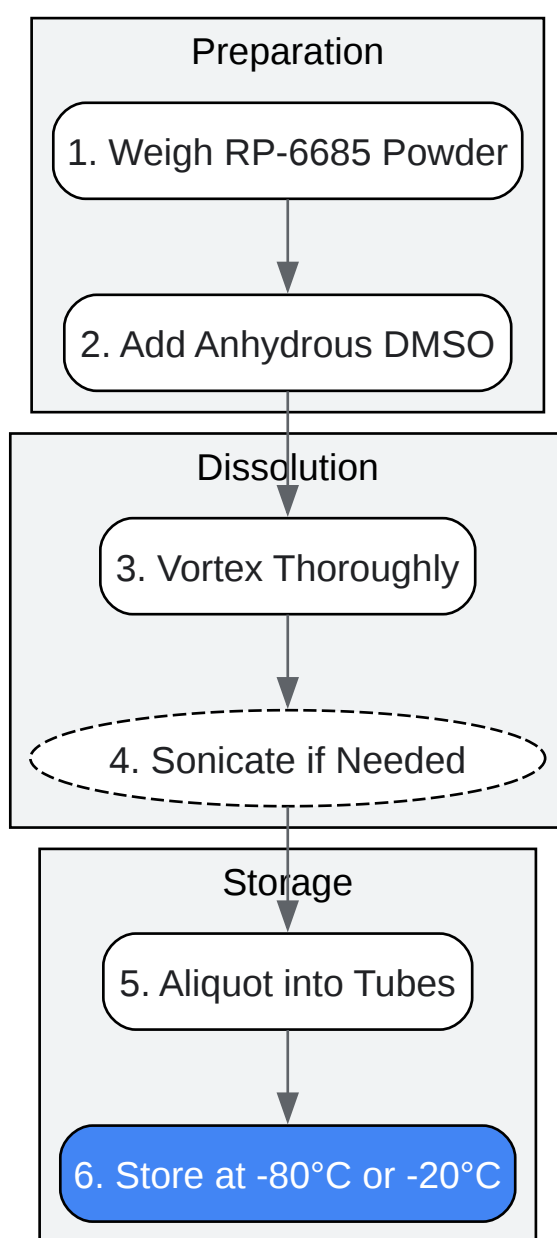 Preparation
1. Weigh RP-6685 Powder
2. Add Anhydrous DMSO
Dissolution
3. Vortex Thoroughly
4. Sonicate if Needed
Storage
5. Aliquot into Tubes
6. Store at -80°C or -20°C